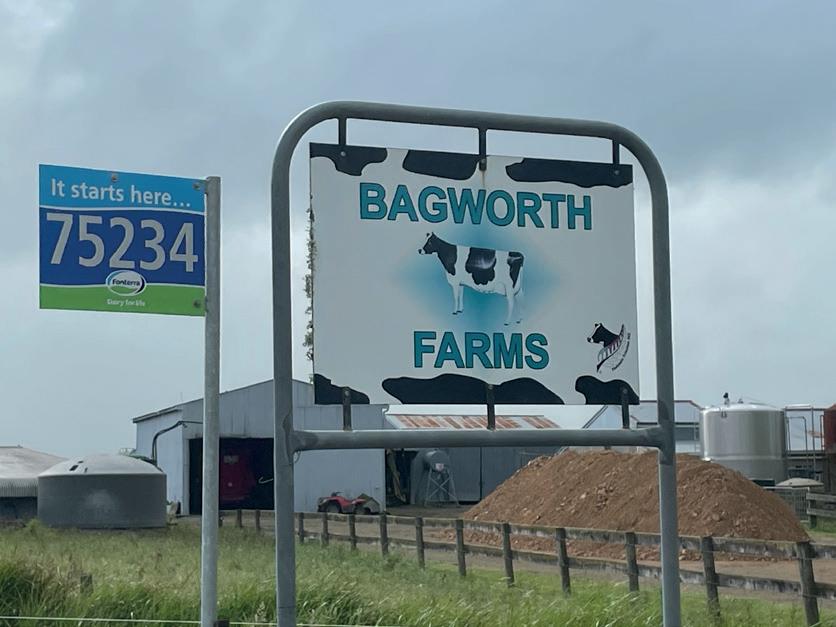 It starts here...
75234
Fonterra
Dairy for life
BAGWORTH
FARMS